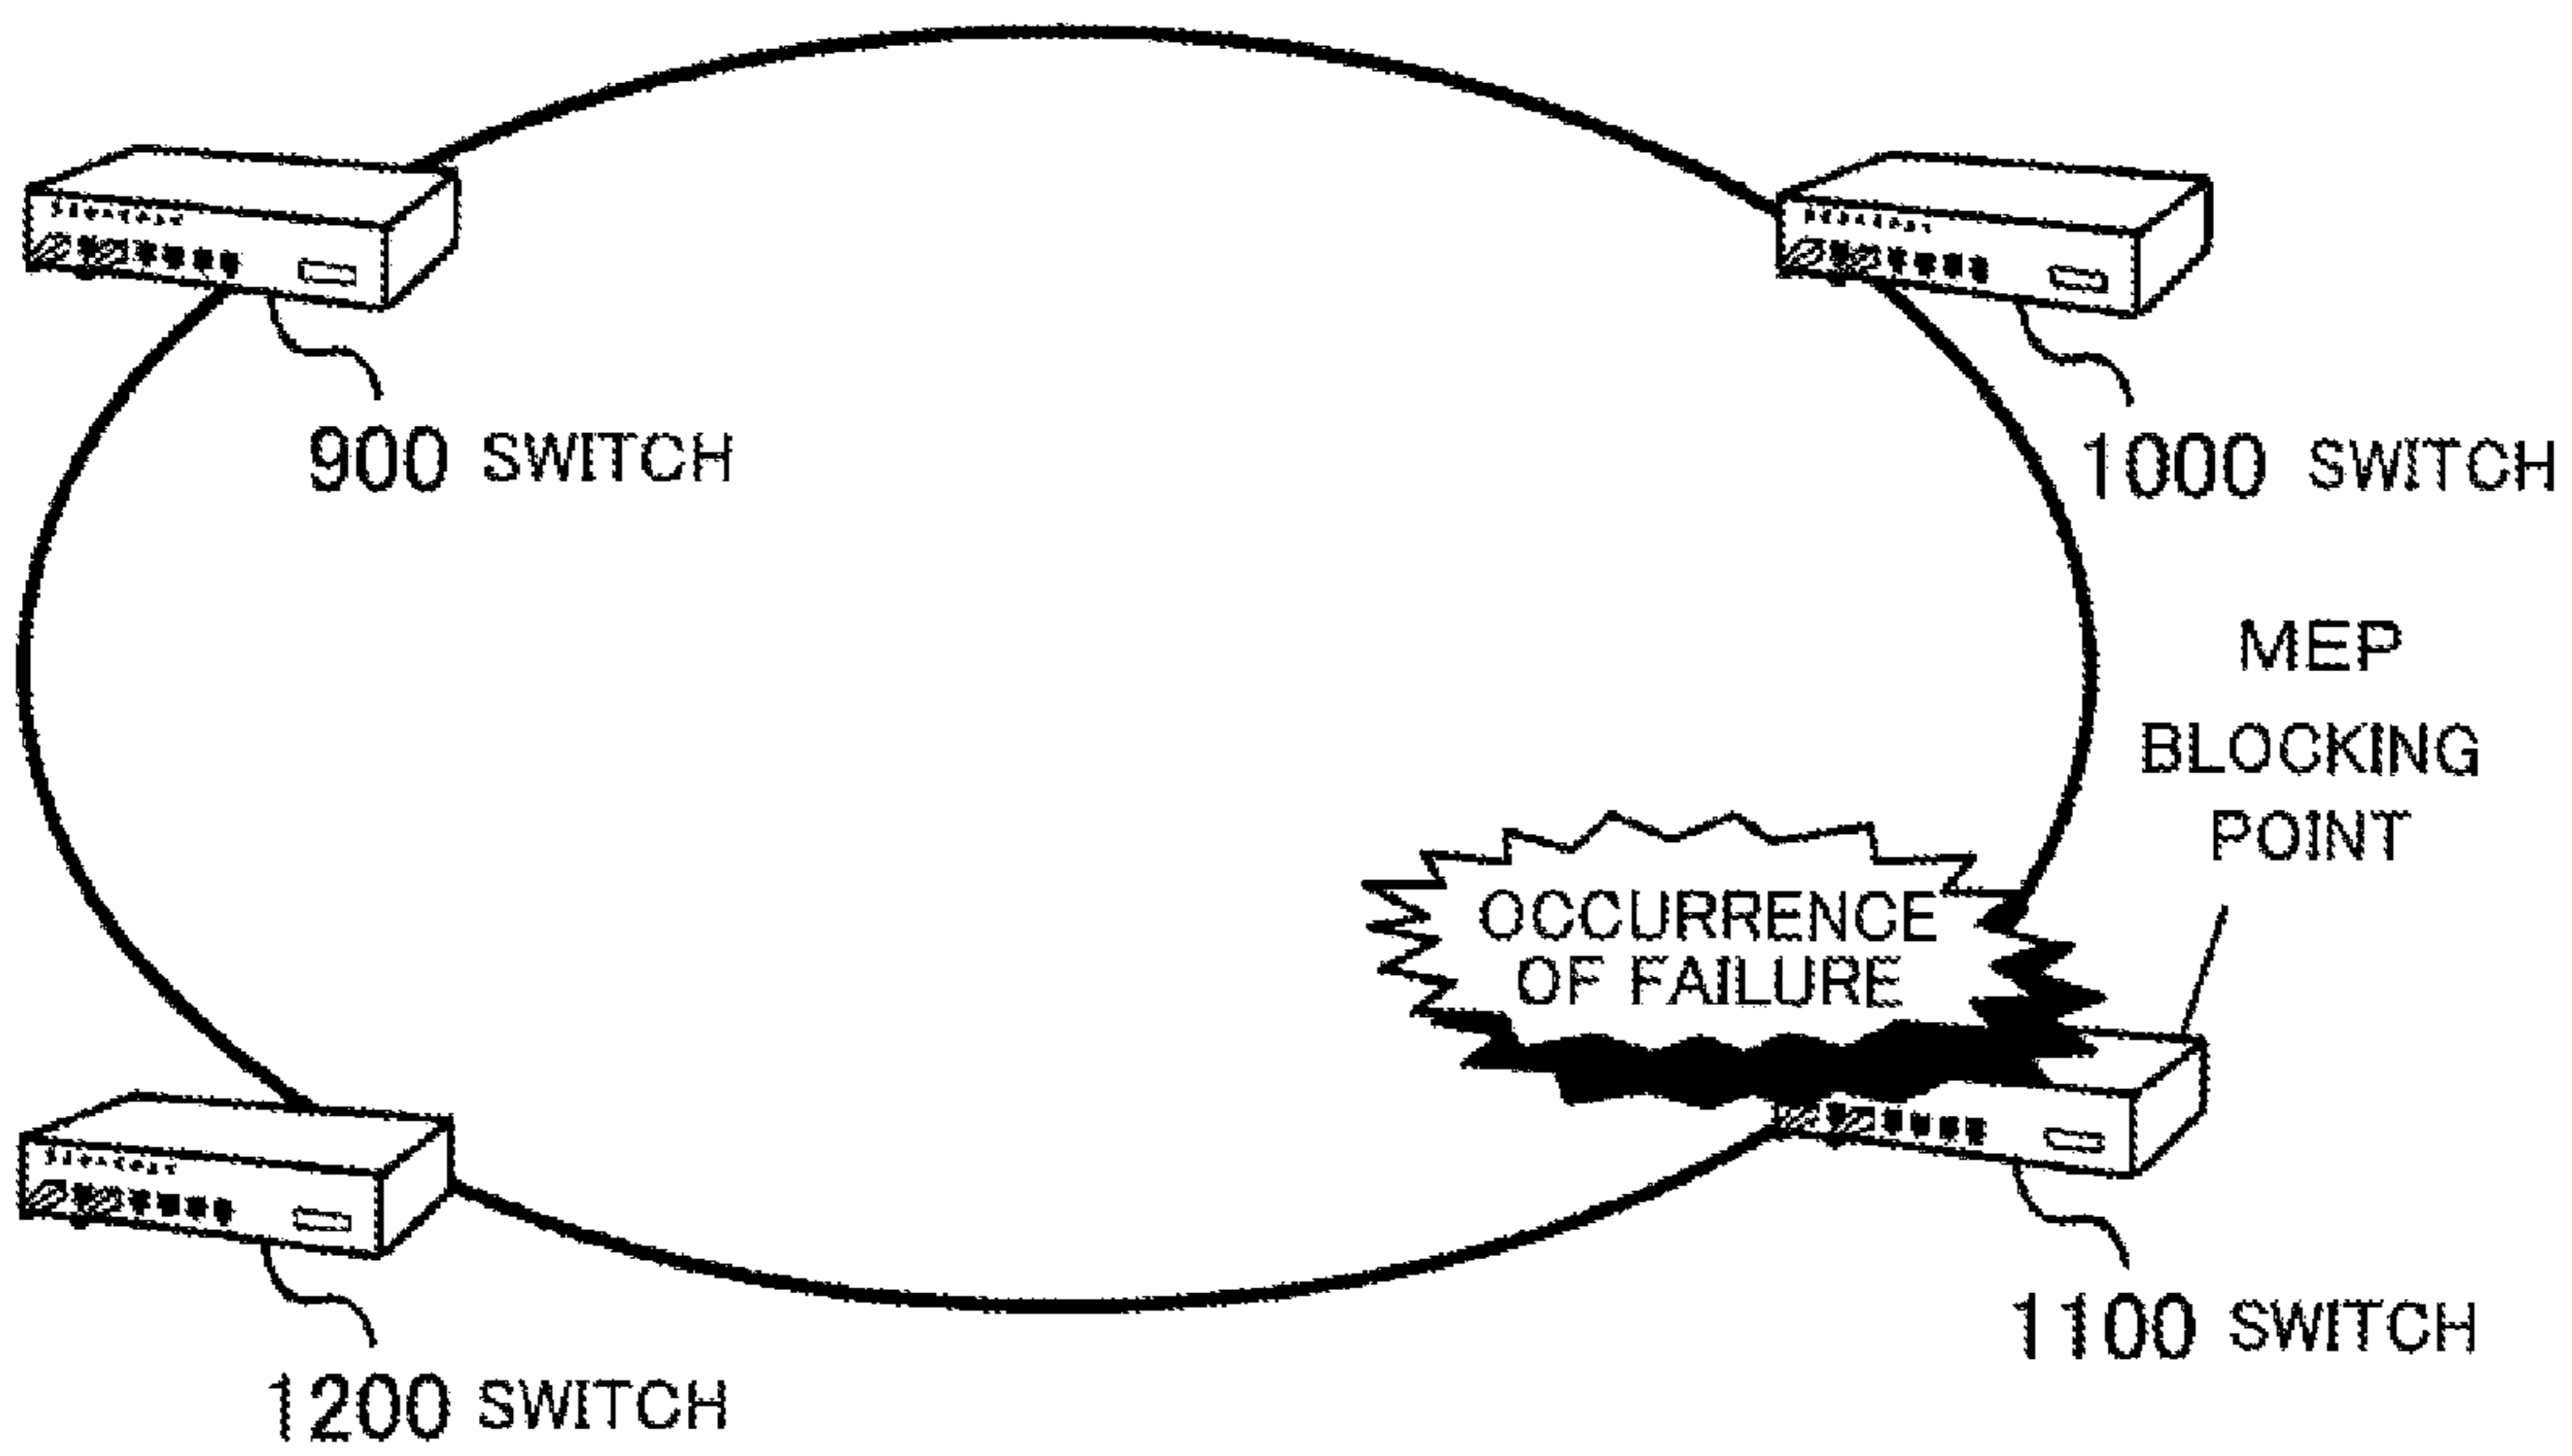 900 SWITCH
1000 SWITCH
MEP
BLOCKING
POINT
OCCURRENCE
OF FAILURE
1100 SWITCH
1200 SWITCH